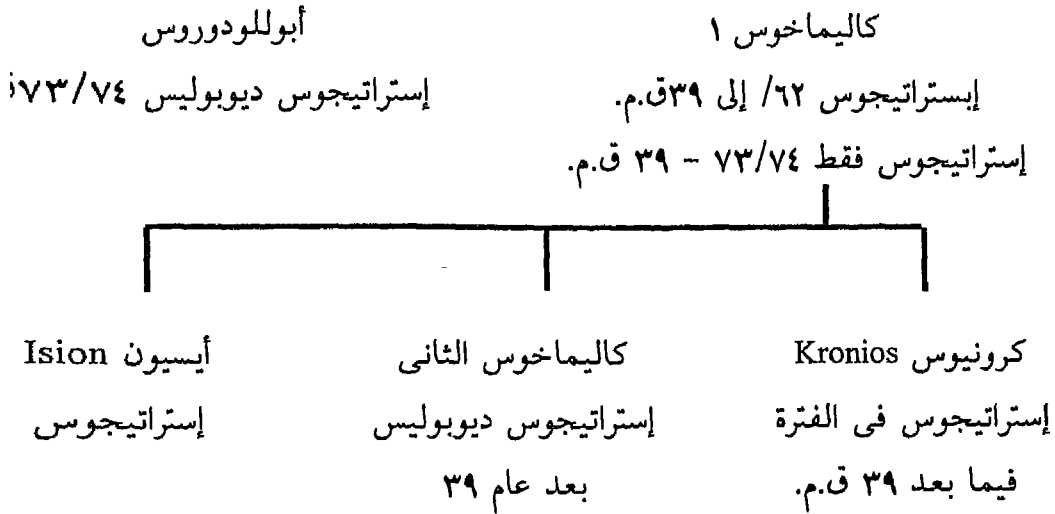 كاليماخوس ١
إبستراتيجوس ٦٢/ إلى ٣٩ق.م.
إستراتيجوس فقط ٧٣/٧٤ - ٣٩ ق.م.
أبوللودوروس
إستراتيجوس ديوبوليس ٧٣/٧٤ق
كرونيوس Kronios
إستراتيجوس فى الفترة
فيما بعد ٣٩ ق.م.
كاليماخوس الثانى
إستراتيجوس ديوبوليس
بعد عام ٣٩
أيسيون Ision
إستراتيجوس